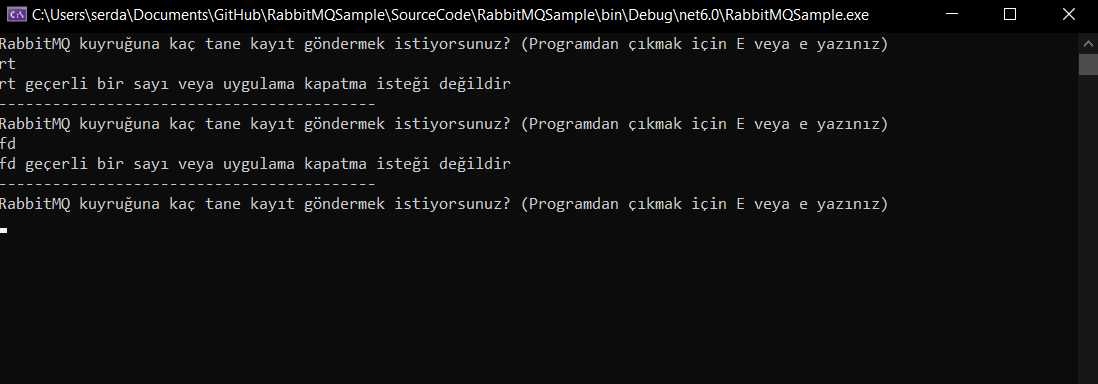 C:\Users\serda\Documents\GitHub\RabbitMQSample\SourceCode\RabbitMQSample\bin\Debug\net6.0\RabbitMQSample.exe
RabbitMQ kuyruğuna kaç tane kayıt göndermek istiyorsunuz? (Programdan çıkmak için E veya e yazınız)
rt
rt geçerli bir sayı veya uygulama kapatma isteği değildir
------------------------------------------
RabbitMQ kuyruğuna kaç tane kayıt göndermek istiyorsunuz? (Programdan çıkmak için E veya e yazınız)
fd
fd geçerli bir sayı veya uygulama kapatma isteği değildir
------------------------------------------
RabbitMQ kuyruğuna kaç tane kayıt göndermek istiyorsunuz? (Programdan çıkmak için E veya e yazınız)